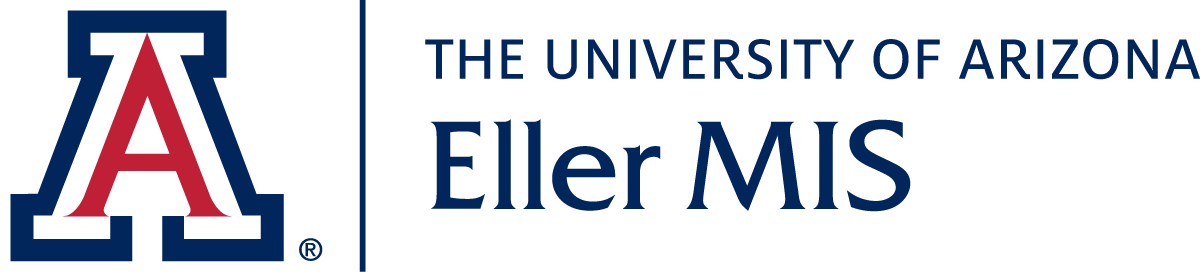 A
®
THE UNIVERSITY OF ARIZONA
Eller MIS